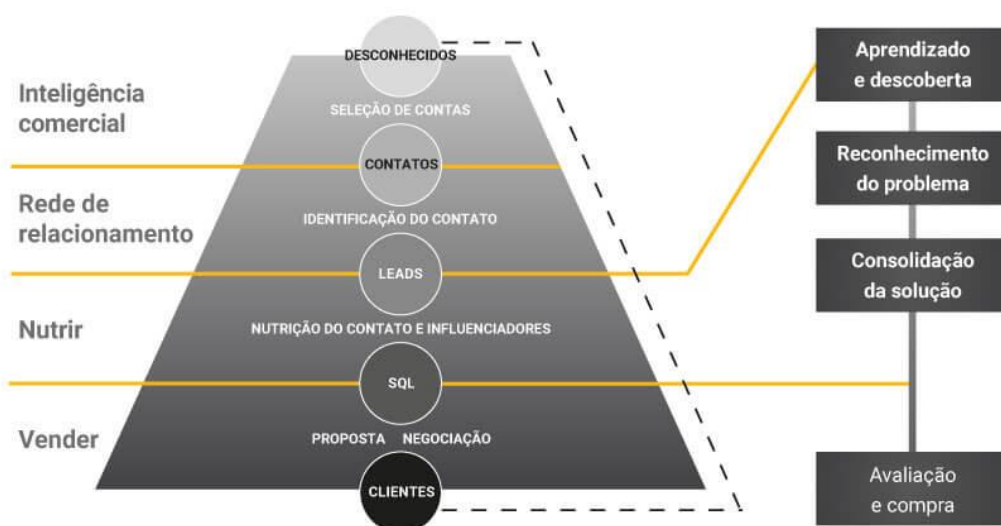 Inteligência
comercial
Rede de
relacionamento
Nutrir
Vender
DESCONHECIDOS
SELEÇÃO DE CONTAS
CONTATOS
IDENTIFICAÇÃO DO CONTATO
LEADS
NUTRIÇÃO DO CONTATO E INFLUENCIADORES
SQL
PROPOSTA NEGOCIAÇÃO
CLIENTES
Aprendizado
e descoberta
Reconhecimento
do problema
Consolidação
da solução
Avaliação
e compra